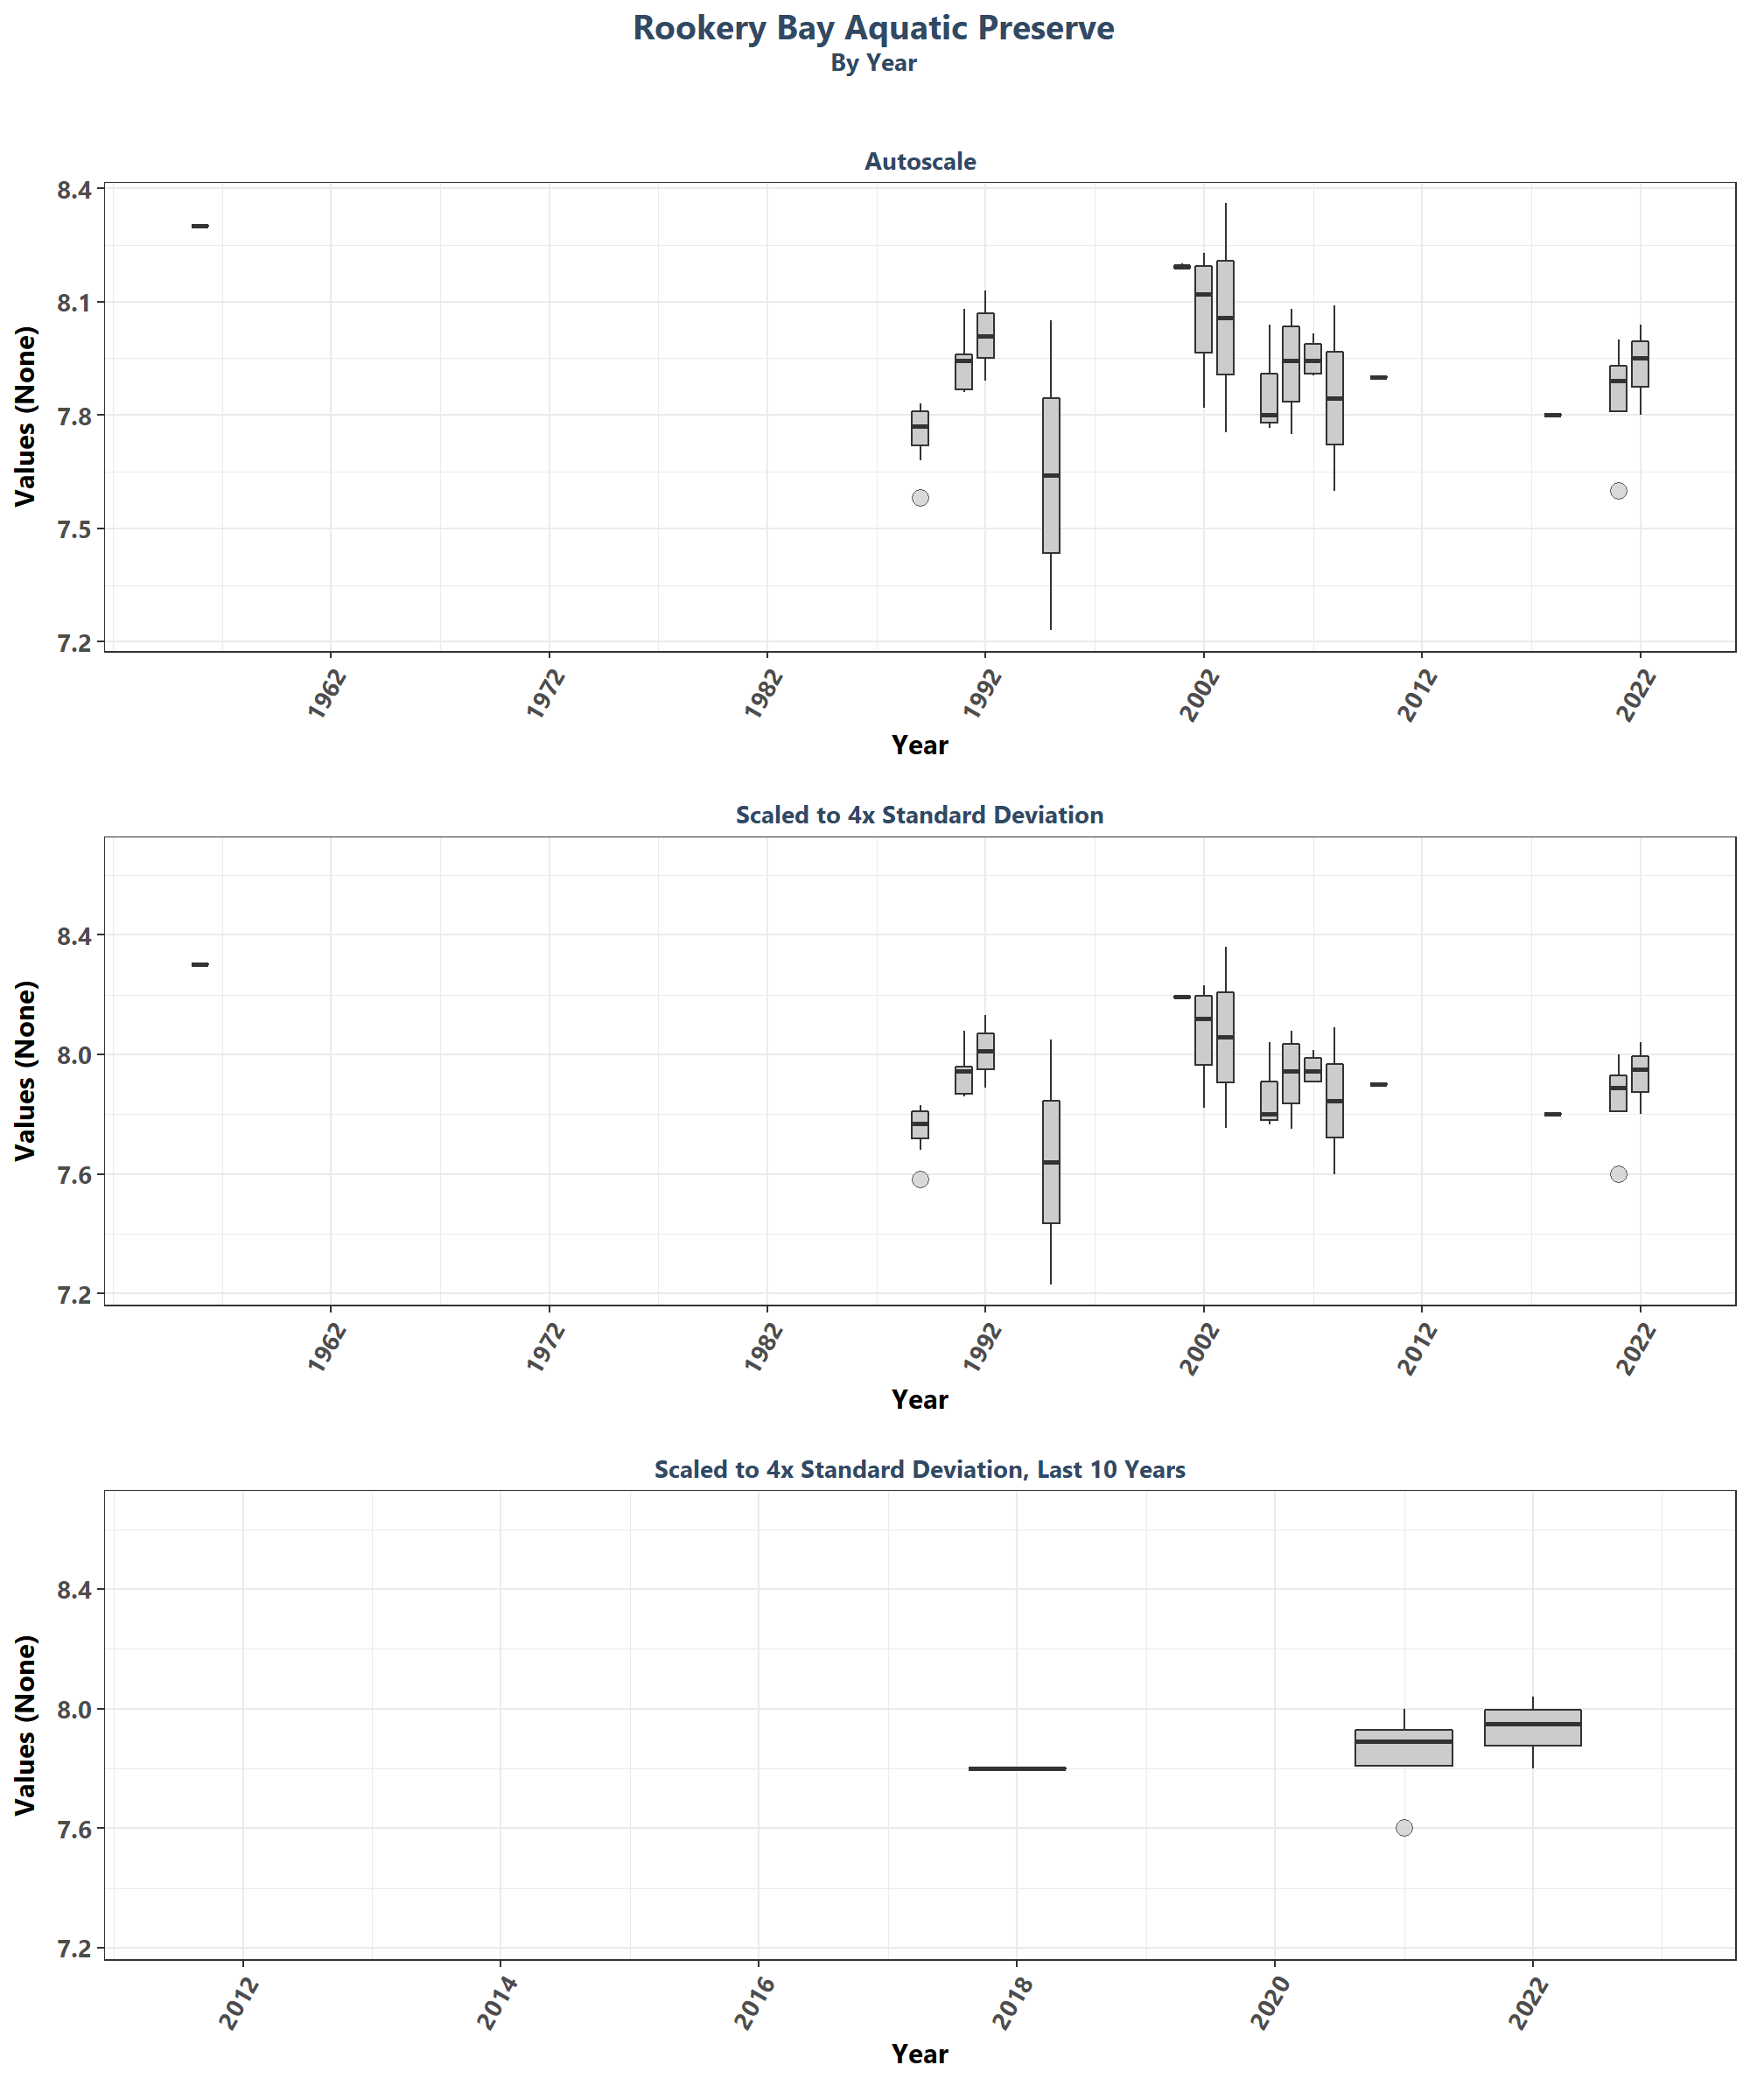 Rookery Bay Aquatic Preserve
By Year
Autoscale
Values (None)
8.4
8.1
7.8
7.5
7.2
1962 1972 1982 1992 2002 2012 2022
Year
Scaled to 4x Standard Deviation
Values (None)
8.4
8.0
7.6
7.2
1962 1972 1982 1992 2002 2012 2022
Year
Scaled to 4x Standard Deviation, Last 10 Years
Values (None)
8.4
8.0
7.6
7.2
2012 2014 2016 2018 2020 2022
Year